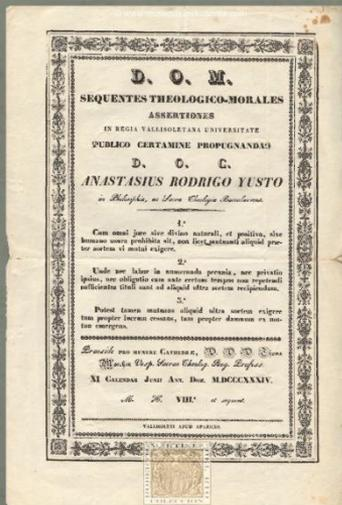 D. O. M.
SEQUENTES THEOLOGICO-MORALES
ASSERTIONES
IN REGIA VALLISOLETANA UNIVERSITATE
PUBLICO CERTAMINE PROPUGNANDAS
D. O. C.
ANASTASIUS RODRIGO YUSTO
in Philosophia, ac Sacra Theologia Baccalaureus.
1.ª
Cum omni jure sive divino naturali, et positivo, sive
humano usura prohibita sit, non licet mutuanti aliquid præ-
ter sortem vi mutui exigere.
2.ª
Unde nec labor in numeranda pecunia, nec privatio
ipsius, nec obligatio eam ante certum tempus non repetendi
sufficientes tituli sunt ad aliquid ultra sortem recipiendum.
3.ª
Potest tamen mutuans aliquid ultra sortem exigere
tum propter lucrum cessans, tum propter damnum ex mu-
tuo emergens.
Præside PRO MUNERE CATHEDRÆ, D. D. D.
Vesp. Sacræ Theolog. Reg. Profess.
XI CALENDAS JUNII ANN. DOM. M.DCCCXXXIV.
M. H. VIII.ª et sequent.
VALLISOLETI APUD APARICIO.